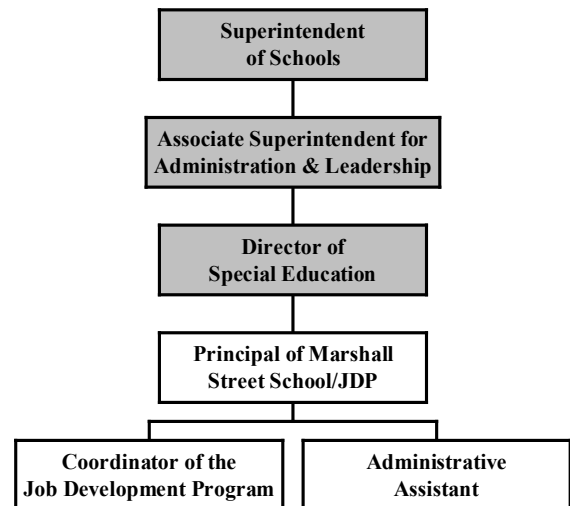 Superintendent
of Schools
Associate Superintendent for
Administration & Leadership
Director of
Special Education
Principal of Marshall
Street School/JDP
Coordinator of the
Job Development Program
Administrative
Assistant